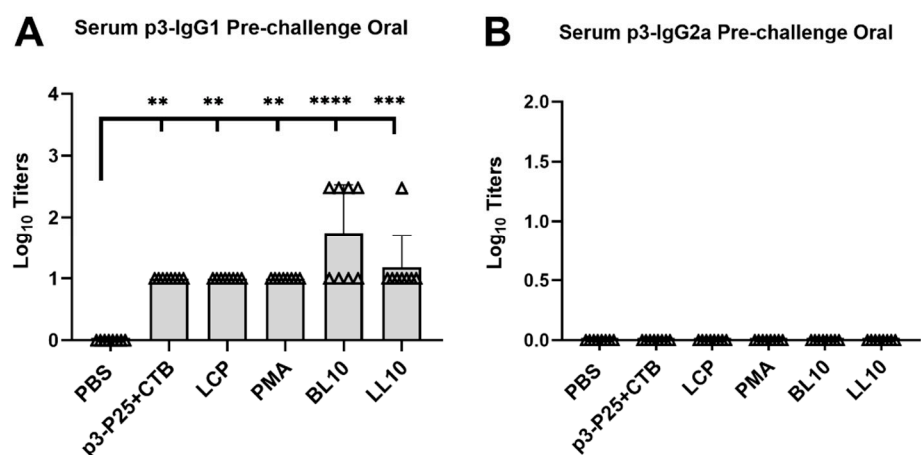 A Serum p3-IgG1 Pre-challenge Oral
4
3
2
1
0
Log10 Titers
** ** ** **** ***
PBS
p3-P25+CTB
LCP
PMA
BL10
LL10
B Serum p3-IgG2a Pre-challenge Oral
2.0
1.5
1.0
0.5
0.0
Log10 Titers
PBS
p3-P25+CTB
LCP
PMA
BL10
LL10